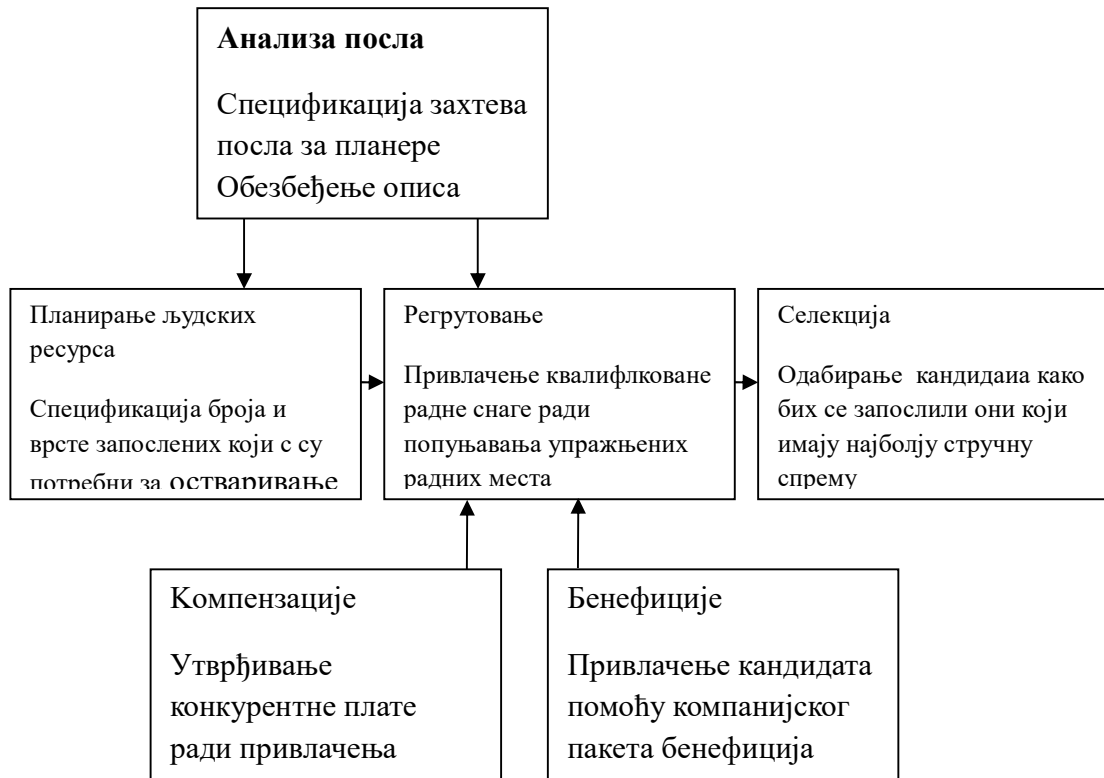 Анализа посла
Спецификација захтева
посла за планере
Обезбеђење описа
Планирање људских
ресурса
Спецификација броја и
врсте запослених који с су
потребни за остваривање
Регрутовање
Привлачење квалифлковане
радне снаге ради
попуњавања упражњених
радних места
Селекција
Одабирање  кандидаиа како
бих се запослили они који
имају најбољу стручну
спрему
Компензације
Утврђивање
конкурентне плате
ради привлачења
Бенефиције
Привлачење кандидата
помоћу компанијског
пакета бенефиција